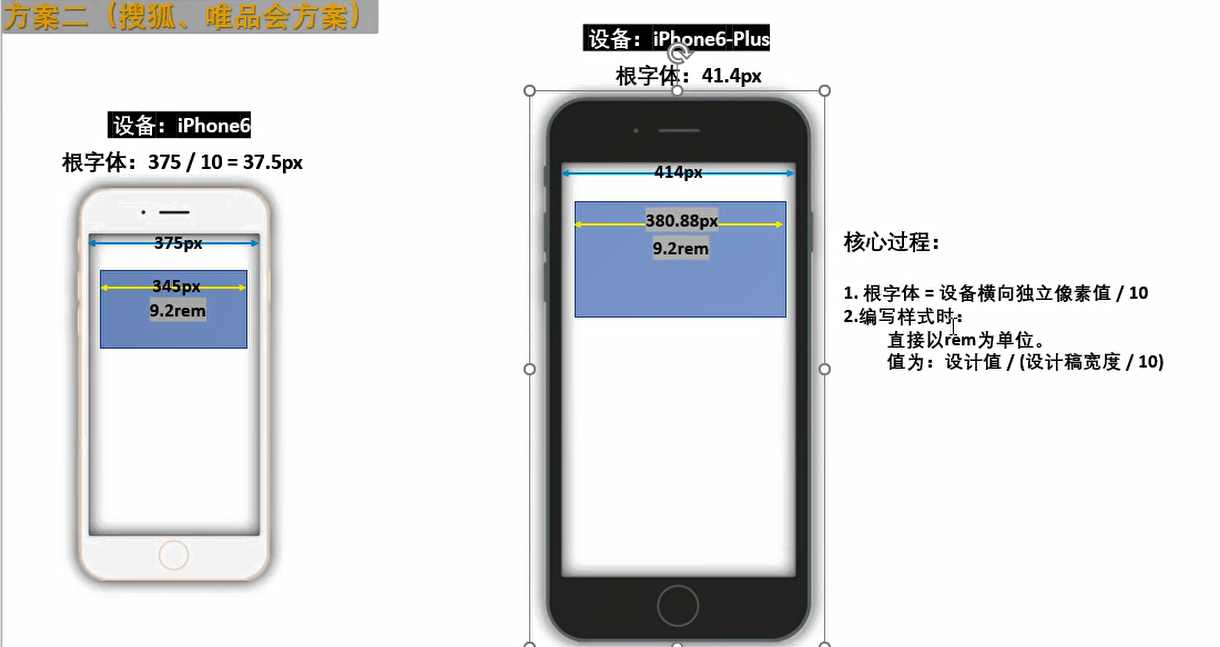 方案二（搜狐、唯品会方案）
设备：iPhone6
根字体：375 / 10 = 37.5px
375px
345px
9.2rem
设备：iPhone6-Plus
根字体：41.4px
414px
380.88px
9.2rem
核心过程：
1. 根字体 = 设备横向独立像素值 / 10
2.编写样式时：
直接以rem为单位。
值为：设计值 / (设计稿宽度 / 10)